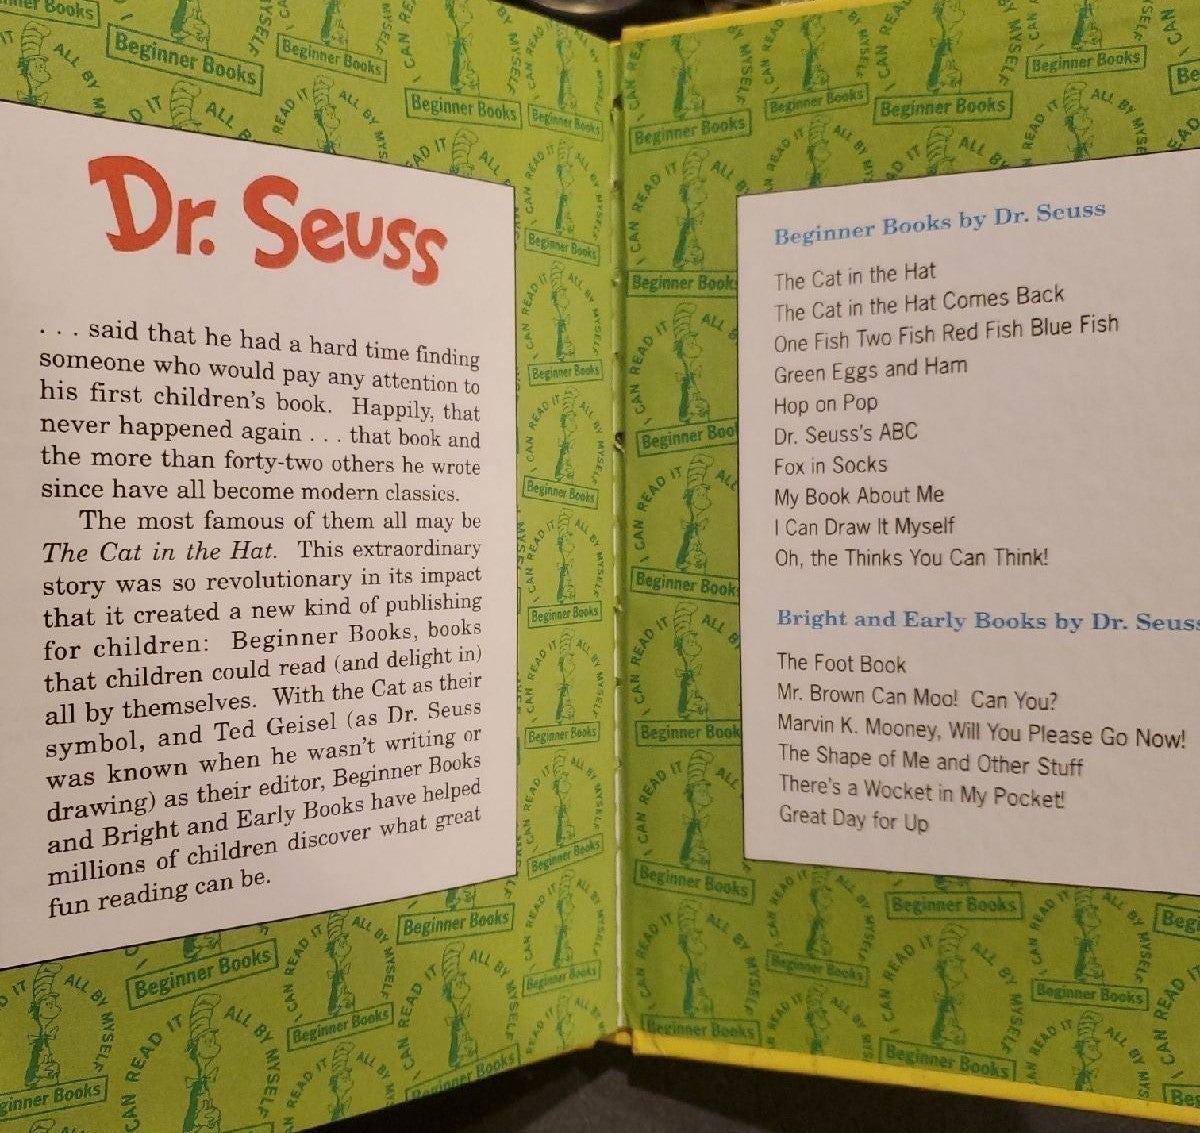 Dr. Seuss
. . . said that he had a hard time finding
someone who would pay any attention to
his first children's book. Happily, that
never happened again . . . that book and
the more than forty-two others he wrote
since have all become modern classics.
The most famous of them all may be
The Cat in the Hat. This extraordinary
story was so revolutionary in its impact
that it created a new kind of publishing
for children: Beginner Books, books
that children could read (and delight in)
all by themselves. With the Cat as their
symbol, and Ted Geisel (as Dr. Seuss
was known when he wasn't writing or
drawing) as their editor, Beginner Books
and Bright and Early Books have helped
millions of children discover what great
fun reading can be.
Beginner Books by Dr. Seuss
The Cat in the Hat
The Cat in the Hat Comes Back
One Fish Two Fish Red Fish Blue Fish
Green Eggs and Ham
Hop on Pop
Dr. Seuss's ABC
Fox in Socks
My Book About Me
I Can Draw It Myself
Oh, the Thinks You Can Think!
Bright and Early Books by Dr. Seuss
The Foot Book
Mr. Brown Can Moo! Can You?
Marvin K. Mooney, Will You Please Go Now!
The Shape of Me and Other Stuff
There's a Wocket in My Pocket!
Great Day for Up
I CAN READ IT ALL BY MYSELF
Beginner Books